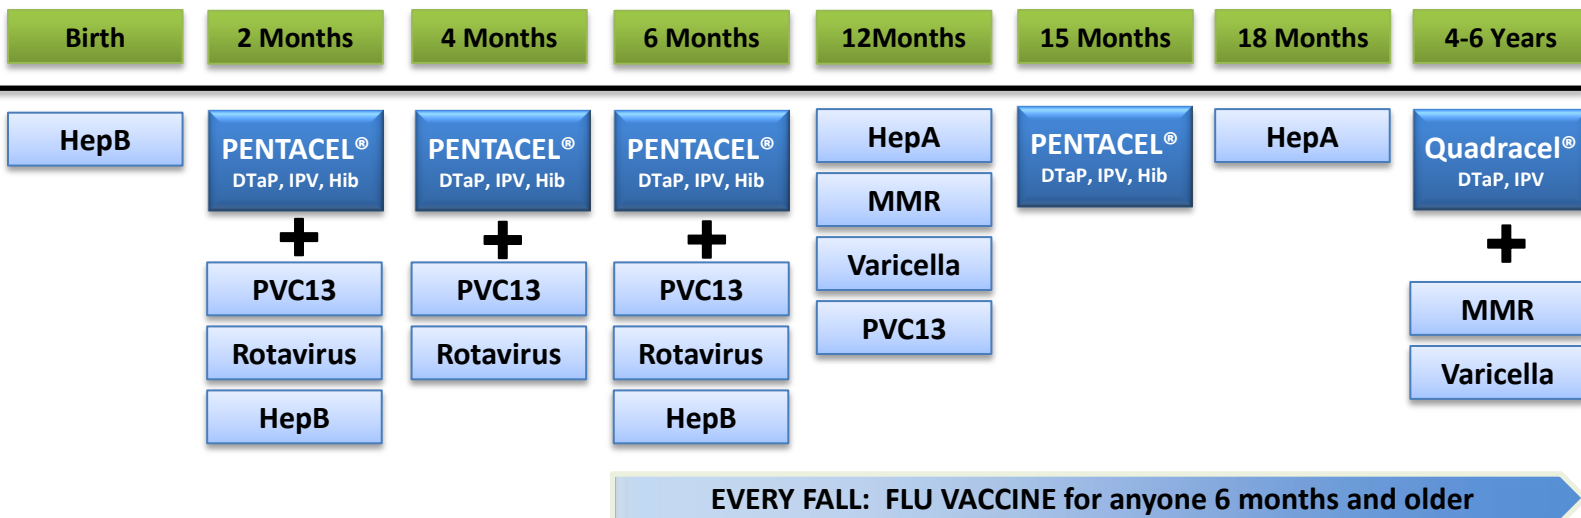 Birth
2 Months
4 Months
6 Months
12Months
15 Months
18 Months
4-6 Years
HepB
PENTACEL®
DTaP, IPV, Hib
PVC13
Rotavirus
HepB
PENTACEL®
DTaP, IPV, Hib
PVC13
Rotavirus
PENTACEL®
DTaP, IPV, Hib
PVC13
Rotavirus
HepB
HepA
MMR
Varicella
PVC13
PENTACEL®
DTaP, IPV, Hib
HepA
Quadracel®
DTaP, IPV
MMR
Varicella
EVERY FALL: FLU VACCINE for anyone 6 months and older